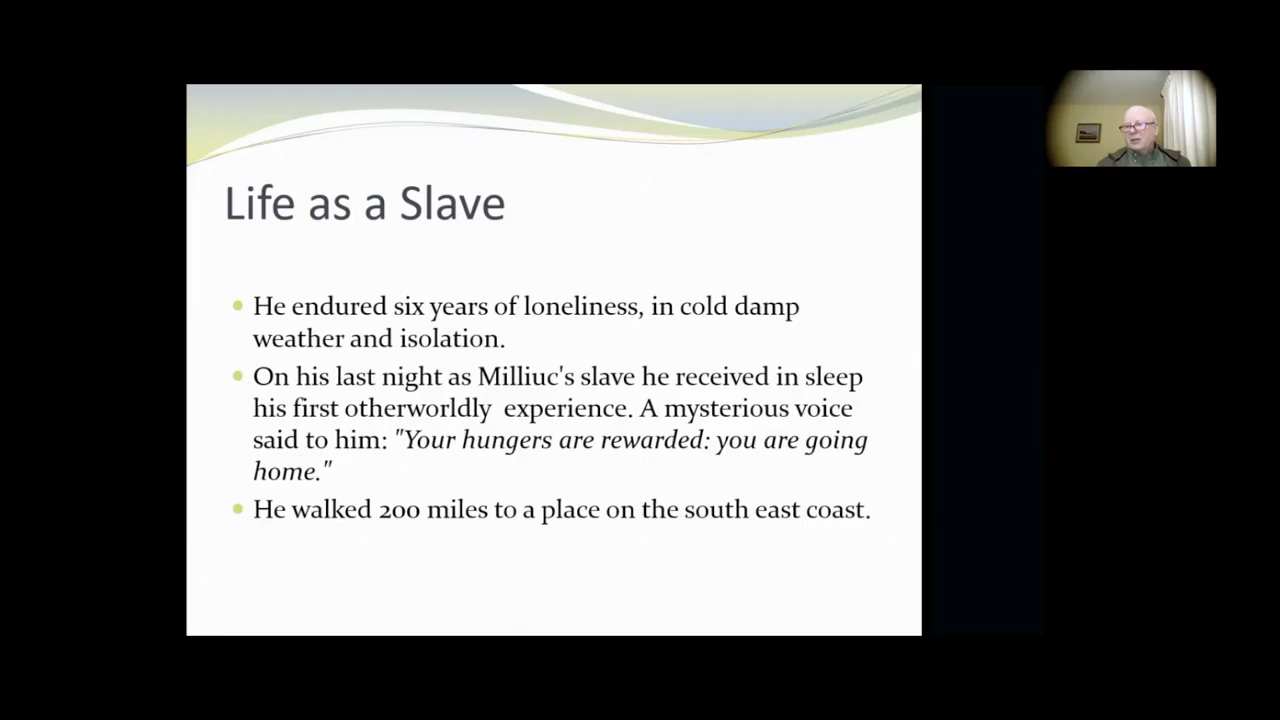 Life as a Slave
He endured six years of loneliness, in cold damp
weather and isolation.
On his last night as Milliuc's slave he received in sleep
his first otherworldly experience. A mysterious voice
said to him: "Your hungers are rewarded: you are going
home."
He walked 200 miles to a place on the south east coast.